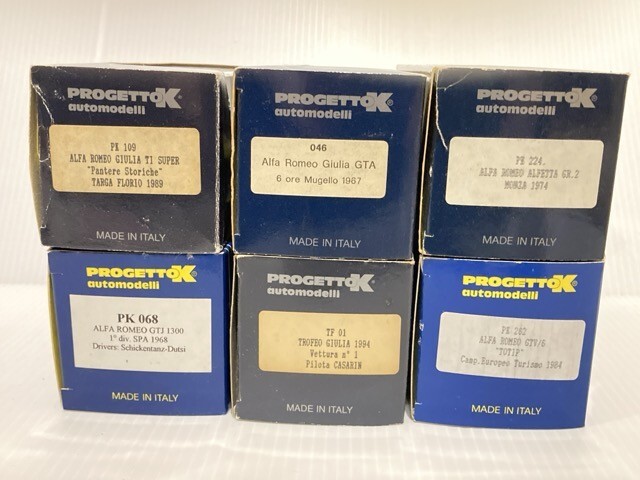 PROGETTO K
automodelli
PK 109
ALFA ROMEO GIULIA TI SUPER
"Pantere Storiche"
TARGA FLORIO 1989
MADE IN ITALY
PROGETTO K®
automodelli
046
Alfa Romeo Giulia GTA
6 ore Mugello 1987
MADE IN ITALY
PROGETTO K®
automodelli
PK 224.
ALFA ROMEO ALFETTA GR.2
MONZA 1974
MADE IN ITALY
PROGETTO K
automodelli
PK 068
ALFA ROMEO GTJ 1300
1° div. SPA 1968
Drivers: Schickentanz-Dutsi
MADE IN ITALY
PROGETTO K®
automodelli
TF 01
TROFEO GIULIA 1994
Vettura n° 1
Pilota CASARIN
MADE IN ITALY
PROGETTO K®
automodelli
PK 262
ALFA ROMEO GTV/6
"TOTIP"
Camp.Europeo Turismo 1984
MADE IN ITALY